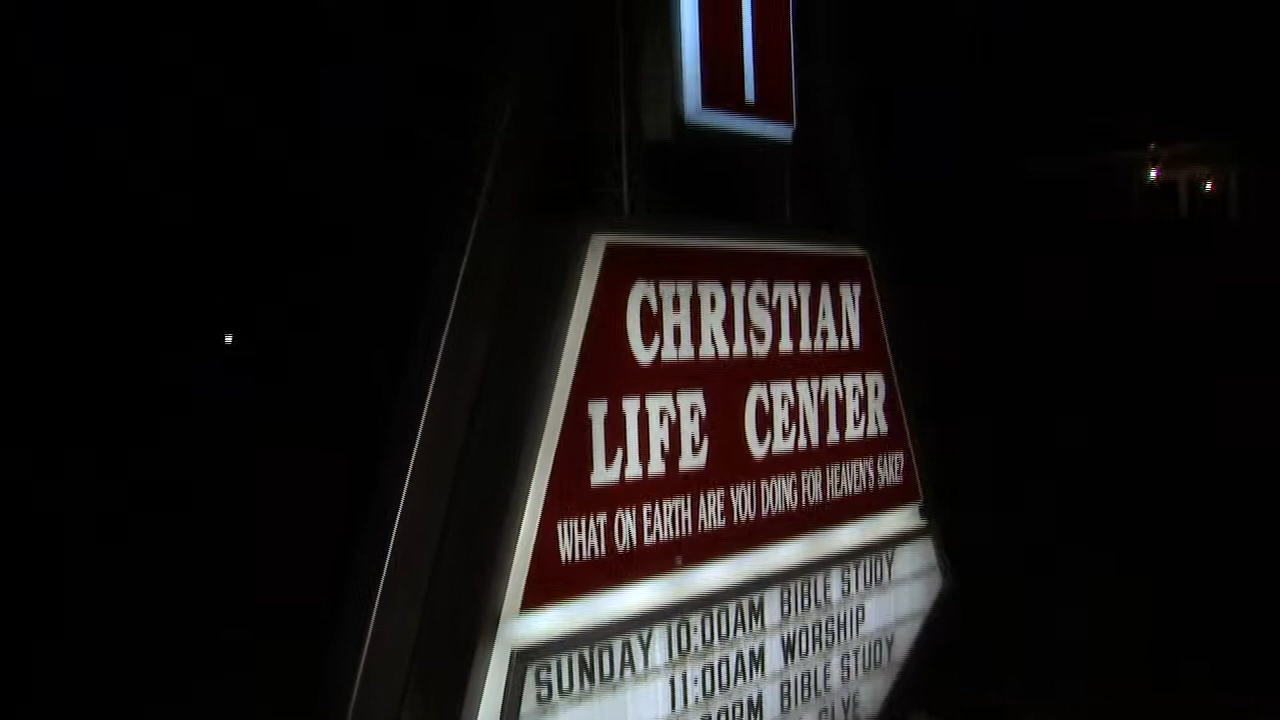 CHRISTIAN
LIFE CENTER
WHAT ON EARTH ARE YOU DOING FOR HEAVEN'S SAKE?
SUNDAY 10:00AM BIBLE STUDY
11:00AM WORSHIP
BIBLE STUDY